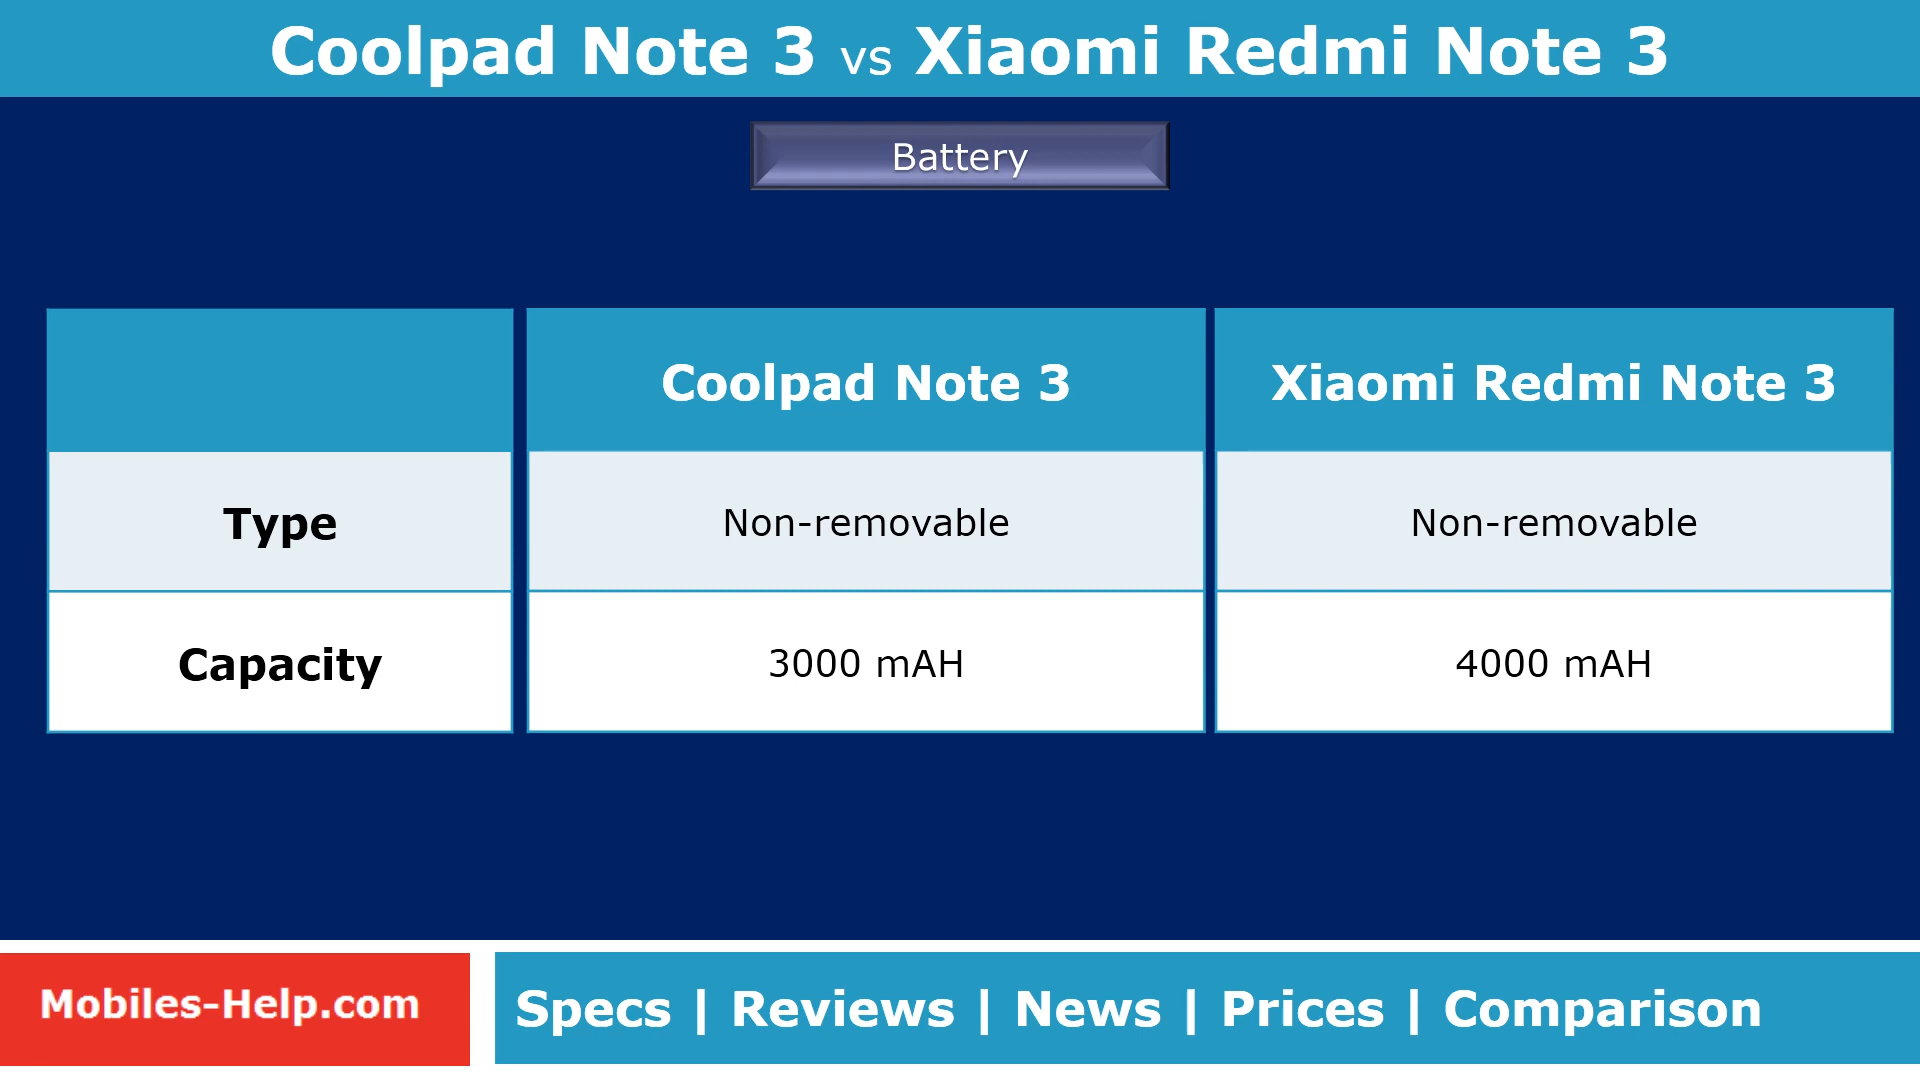 Coolpad Note 3 vs Xiaomi Redmi Note 3
Battery
Coolpad Note 3 Xiaomi Redmi Note 3
Type Non-removable Non-removable
Capacity 3000 mAH 4000 mAH
Mobiles-Help.com Specs | Reviews | News | Prices | Comparison